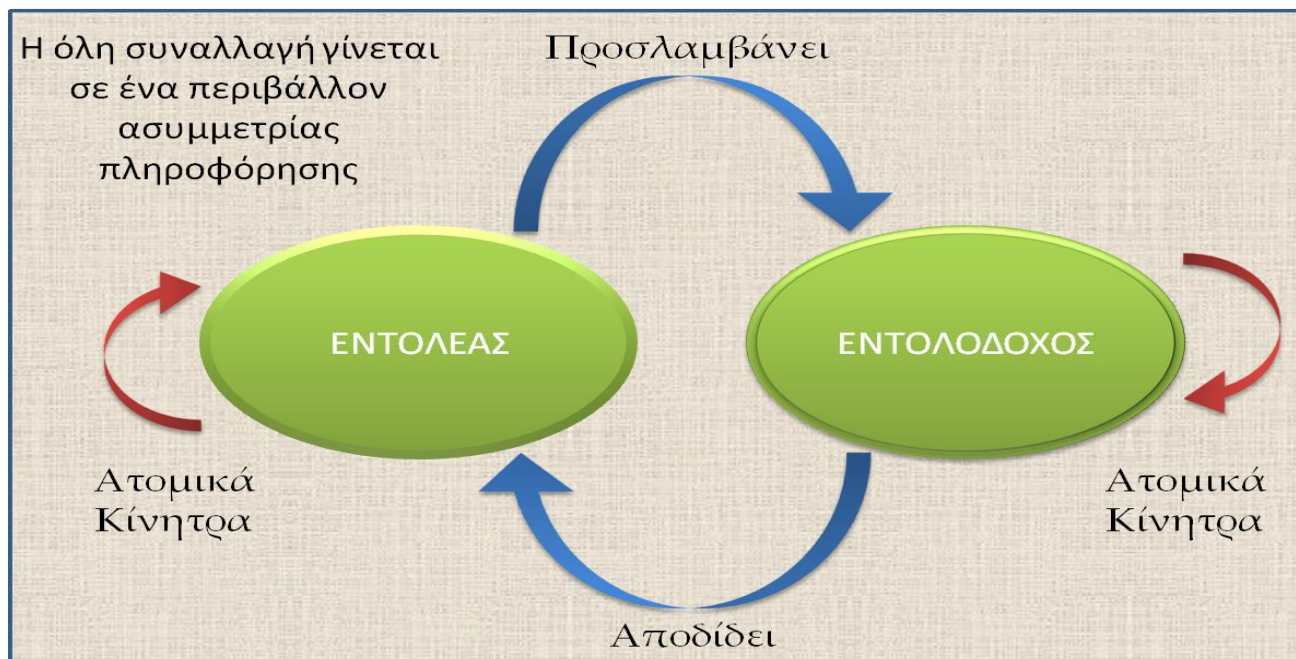 Η όλη συναλλαγή γίνεται
σε ένα περιβάλλον
ασυμμετρίας
πληροφόρησης
Προσλαμβάνει
ΕΝΤΟΛΕΑΣ
ΕΝΤΟΛΟΔΟΧΟΣ
Ατομικά
Κίνητρα
Ατομικά
Κίνητρα
Αποδίδει